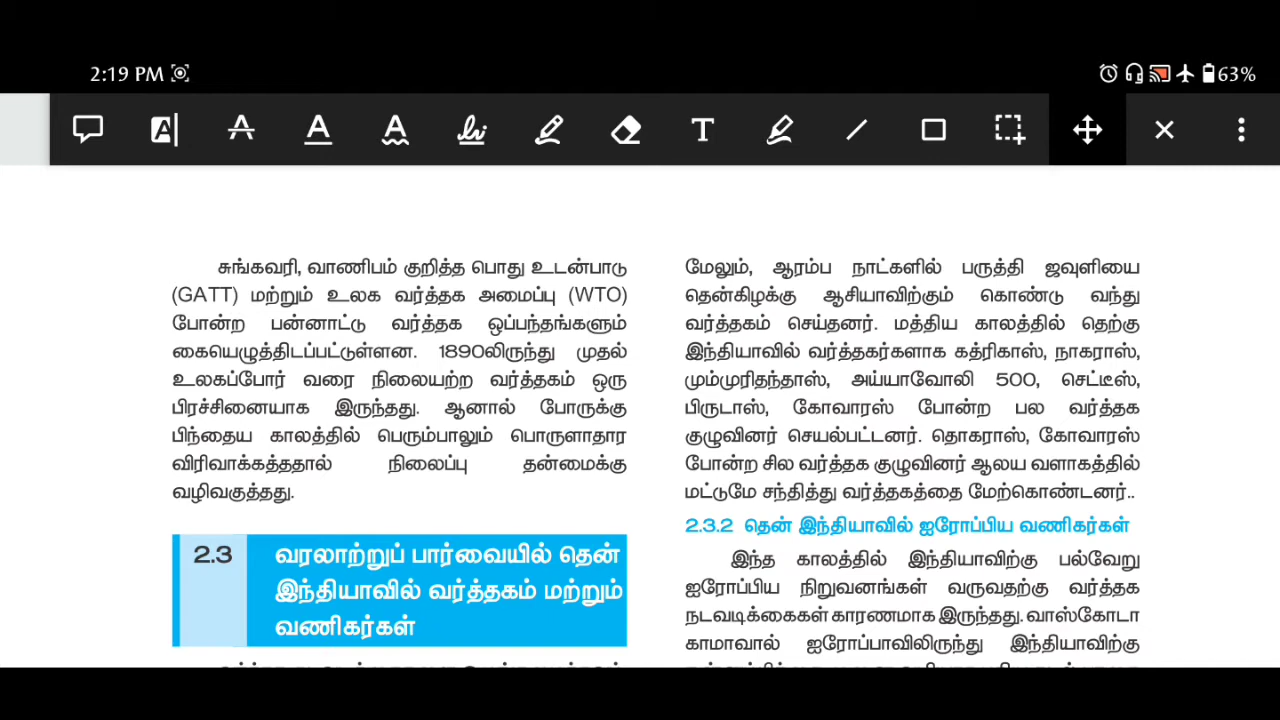 2:19 PM
63%
சுங்கவரி, வாணிபம் குறித்த பொது உடன்பாடு
(GATT) மற்றும் உலக வர்த்தக அமைப்பு (WTO)
போன்ற பன்னாட்டு வர்த்தக ஒப்பந்தங்களும்
கையெழுத்திடப்பட்டுள்ளன. 1890லிருந்து முதல்
உலகப்போர் வரை நிலையற்ற வர்த்தகம் ஒரு
பிரச்சினையாக இருந்தது. ஆனால் போருக்கு
பிந்தைய காலத்தில் பெரும்பாலும் பொருளாதார
விரிவாக்கத்ததால் நிலைப்பு தன்மைக்கு
வழிவகுத்தது.
2.3 வரலாற்றுப் பார்வையில் தென்
இந்தியாவில் வர்த்தகம் மற்றும்
வணிகர்கள்
மேலும், ஆரம்ப நாட்களில் பருத்தி ஜவுளியை
தென்கிழக்கு ஆசியாவிற்கும் கொண்டு வந்து
வர்த்தகம் செய்தனர். மத்திய காலத்தில் தெற்கு
இந்தியாவில் வர்த்தகர்களாக கத்ரிகாஸ், நாகராஸ்,
மும்முரிதந்தாஸ், அய்யாவோலி 500, செட்டீஸ்,
பிருடாஸ், கோவாரஸ் போன்ற பல வர்த்தக
குழுவினர் செயல்பட்டனர். தொகராஸ், கோவாரஸ்
போன்ற சில வர்த்தக குழுவினர் ஆலய வளாகத்தில்
மட்டுமே சந்தித்து வர்த்தகத்தை மேற்கொண்டனர்..
2.3.2 தென் இந்தியாவில் ஐரோப்பிய வணிகர்கள்
இந்த காலத்தில் இந்தியாவிற்கு பல்வேறு
ஐரோப்பிய நிறுவனங்கள் வருவதற்கு வர்த்தக
நடவடிக்கைகள் காரணமாக இருந்தது. வாஸ்கோடா
காமாவால் ஐரோப்பாவிலிருந்து இந்தியாவிற்கு